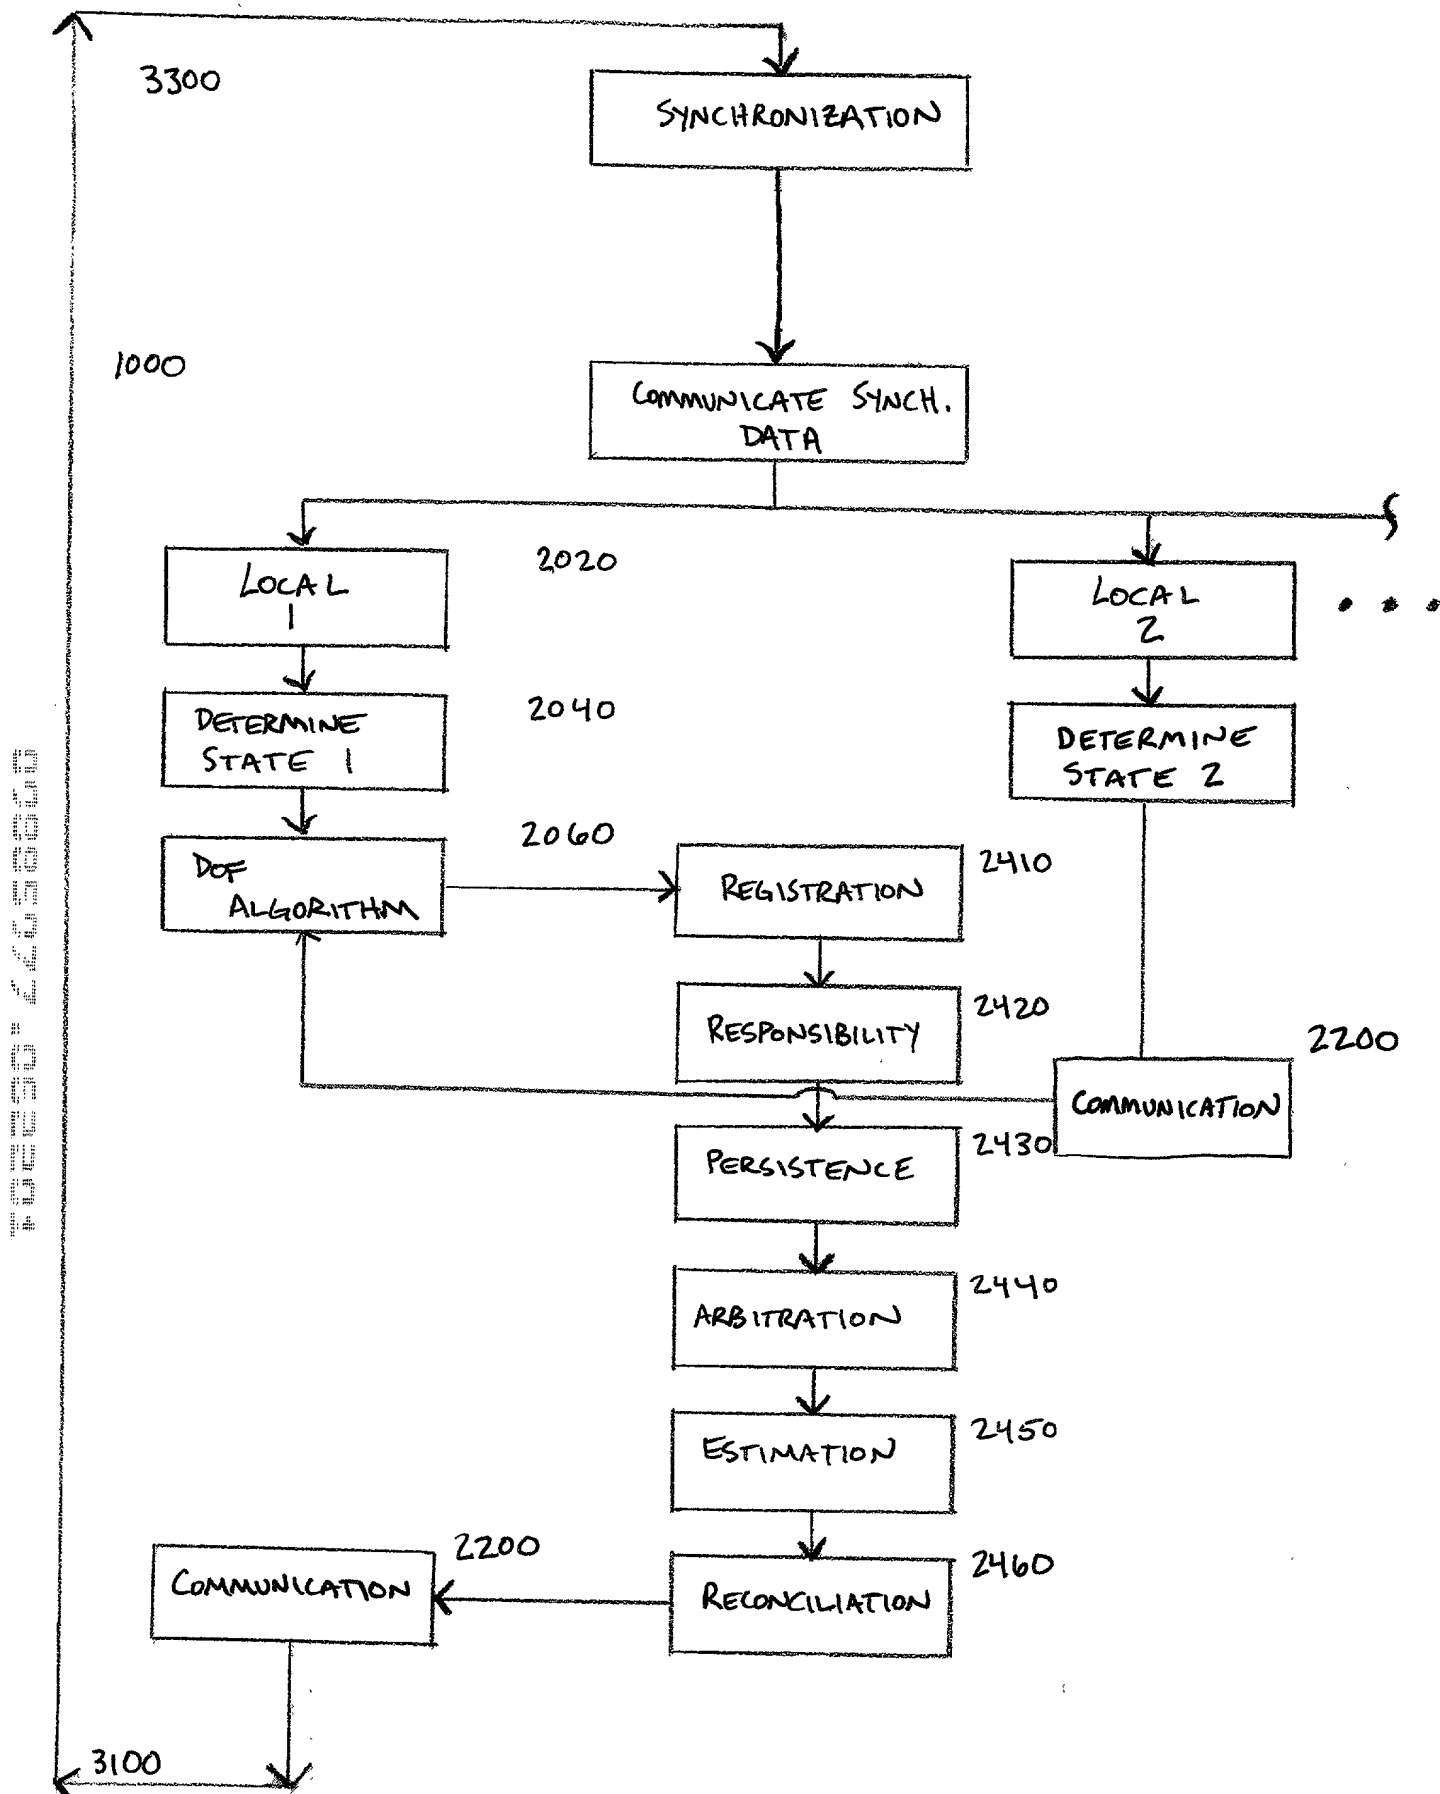 3300
SYNCHRONIZATION
1000
COMMUNICATE SYNCH.
DATA
LOCAL
1
2020
LOCAL
2
DETERMINE
STATE 1
2040
DETERMINE
STATE 2
DOF
ALGORITHM
2060
REGISTRATION
2410
RESPONSIBILITY
2420
2200
COMMUNICATION
PERSISTENCE
2430
ARBITRATION
2440
ESTIMATION
2450
COMMUNICATION
2200
RECONCILIATION
2460
3100